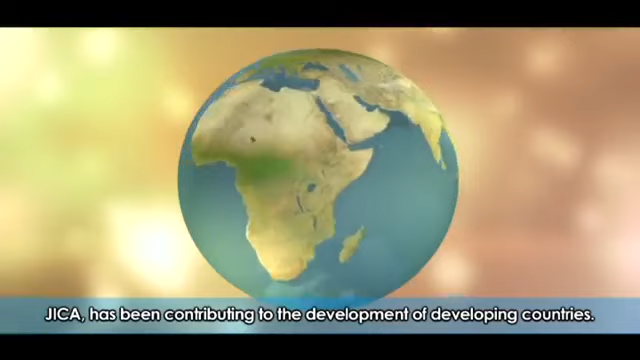 JICA, has been contributing to the development of developing countries.